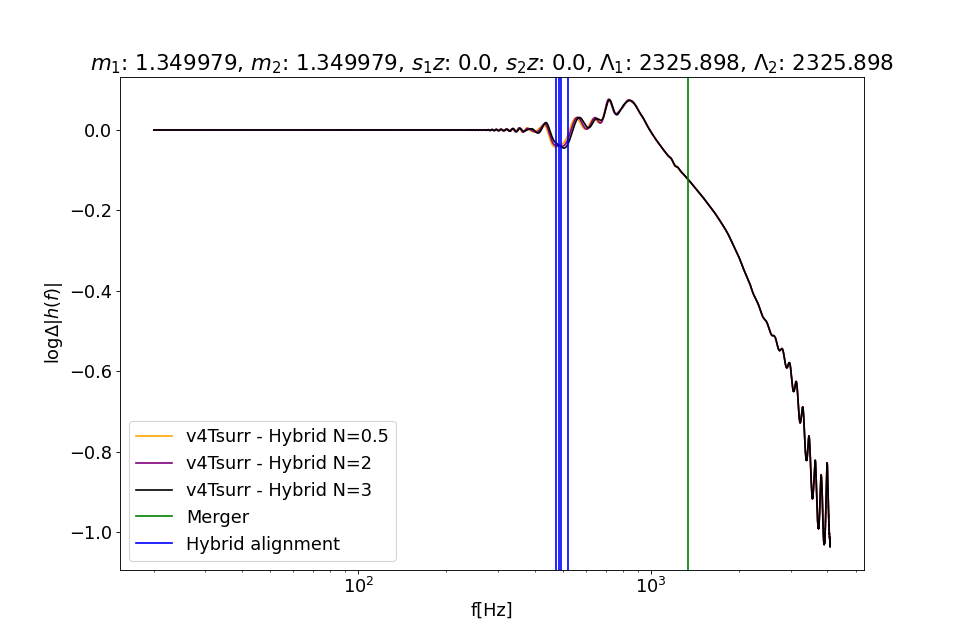 m₁: 1.349979, m₂: 1.349979, s₁z: 0.0, s₂z: 0.0, Λ₁: 2325.898, Λ₂: 2325.898
0.0
−0.2
−0.4
−0.6
−0.8
−1.0
logΔ|h(f)|
v4Tsurr - Hybrid N=0.5
v4Tsurr - Hybrid N=2
v4Tsurr - Hybrid N=3
Merger
Hybrid alignment
10² 10³
f[Hz]